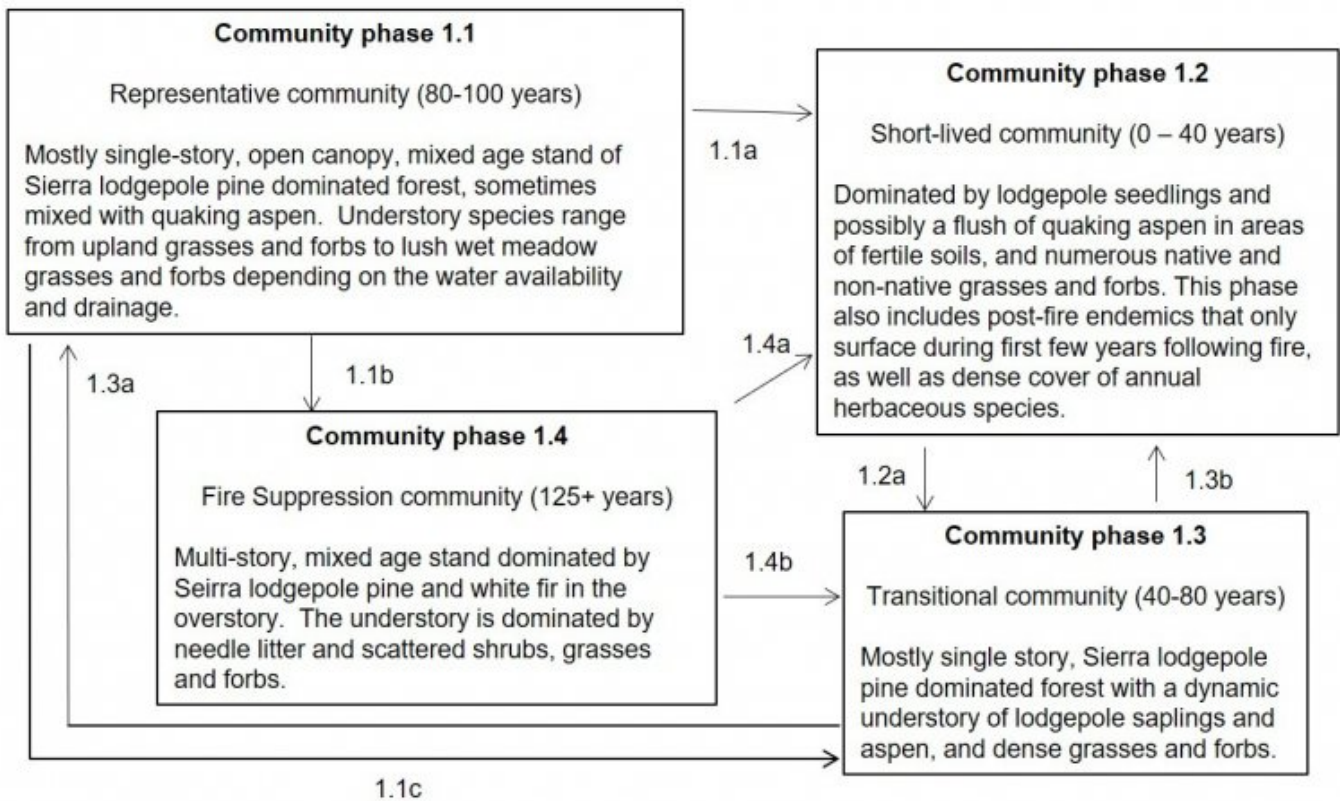 Community phase 1.1
Representative community (80-100 years)
Mostly single-story, open canopy, mixed age stand of
Sierra lodgepole pine dominated forest, sometimes
mixed with quaking aspen. Understory species range
from upland grasses and forbs to lush wet meadow
grasses and forbs depending on the water availability
and drainage.
1.1a
Community phase 1.2
Short-lived community (0 – 40 years)
Dominated by lodgepole seedlings and
possibly a flush of quaking aspen in areas
of fertile soils, and numerous native and
non-native grasses and forbs. This phase
also includes post-fire endemics that only
surface during first few years following fire,
as well as dense cover of annual
herbaceous species.
1.3a
1.1b
1.4a
Community phase 1.4
Fire Suppression community (125+ years)
Multi-story, mixed age stand dominated by
Seirra lodgepole pine and white fir in the
overstory. The understory is dominated by
needle litter and scattered shrubs, grasses
and forbs.
1.2a
1.3b
1.4b
Community phase 1.3
Transitional community (40-80 years)
Mostly single story, Sierra lodgepole
pine dominated forest with a dynamic
understory of lodgepole saplings and
aspen, and dense grasses and forbs.
1.1c